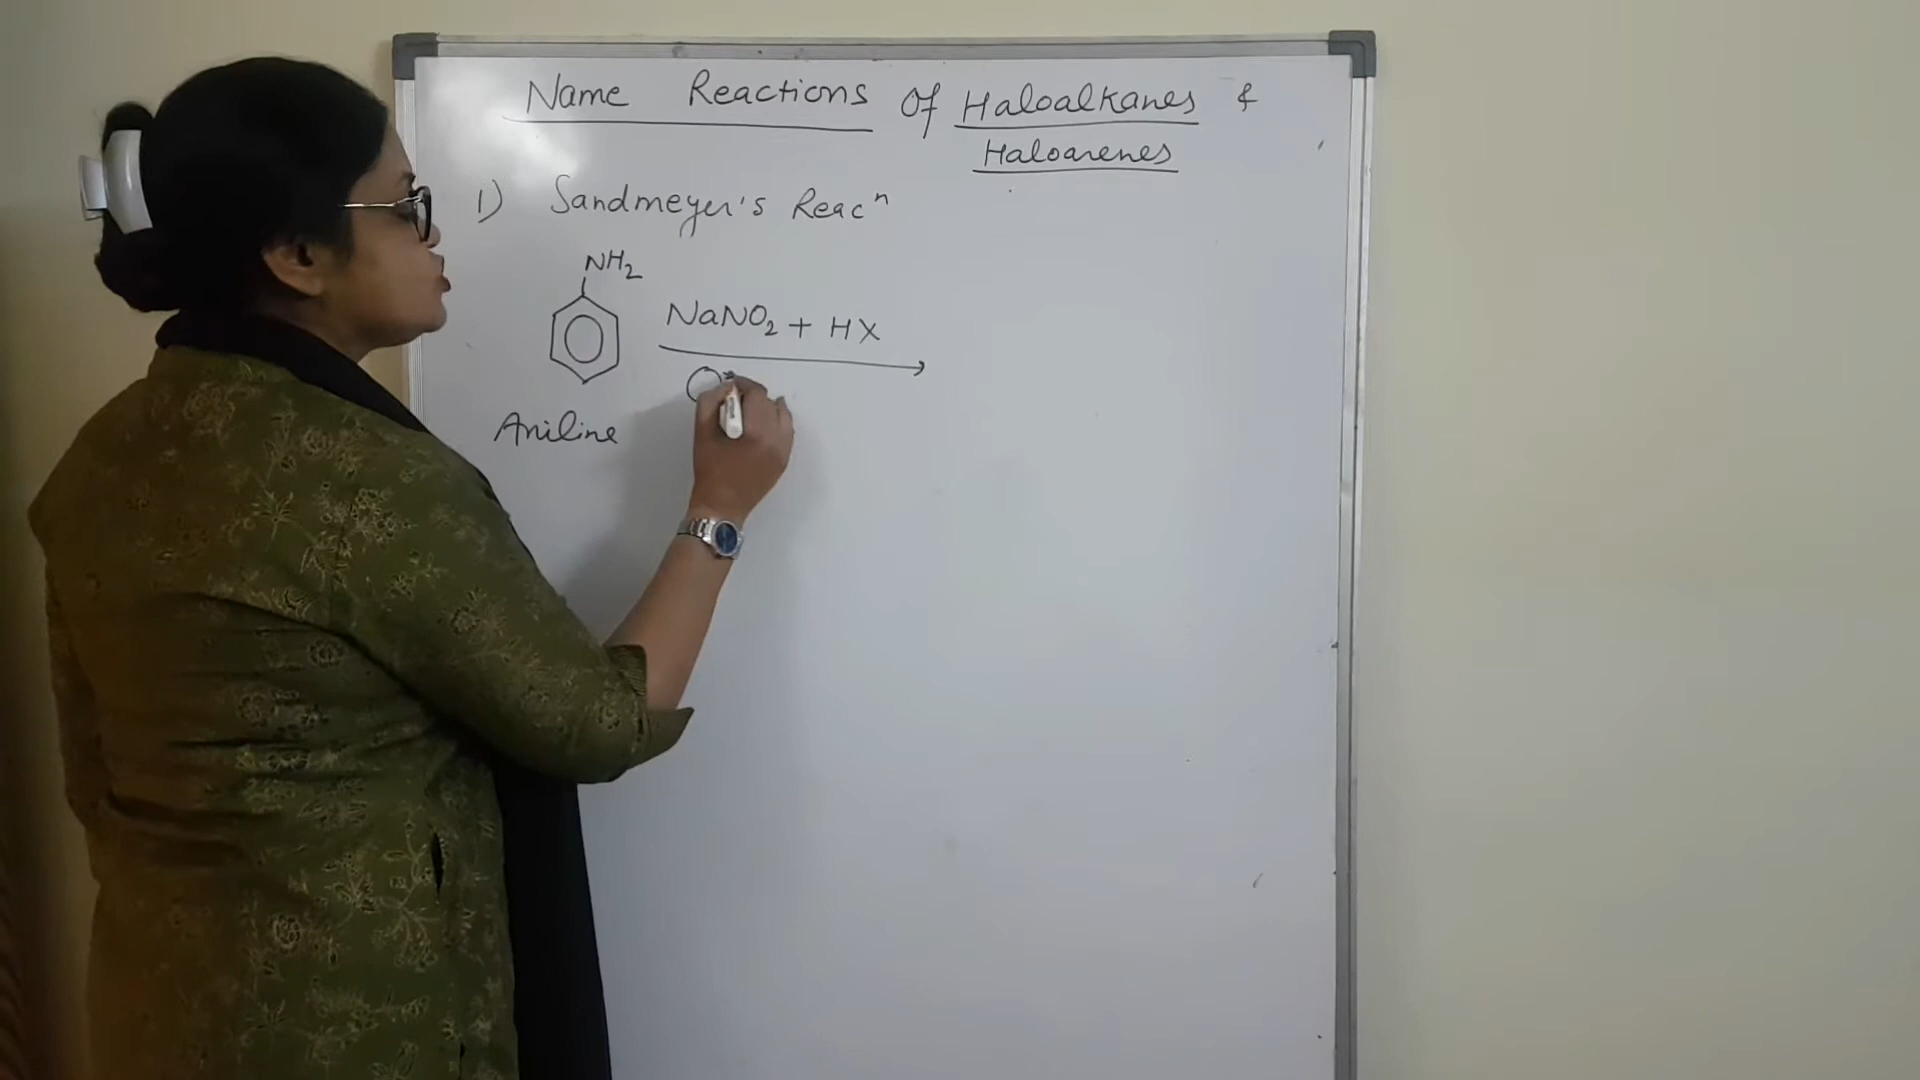 Name Reactions Of Haloalkanes &
Haloarenes
1) Sandmeyer's Reacⁿ
NH₂
NaNO₂ + HX
Aniline